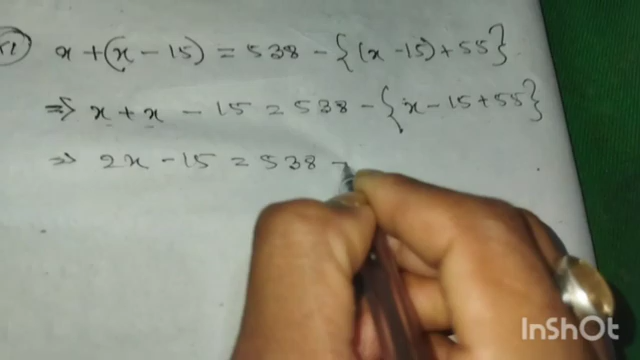 x + (x - 15) = 538 - {(x - 15) + 55}
=> x + x - 15 = 538 - {x - 15 + 55}
=> 2x - 15 = 538 -
InShOt